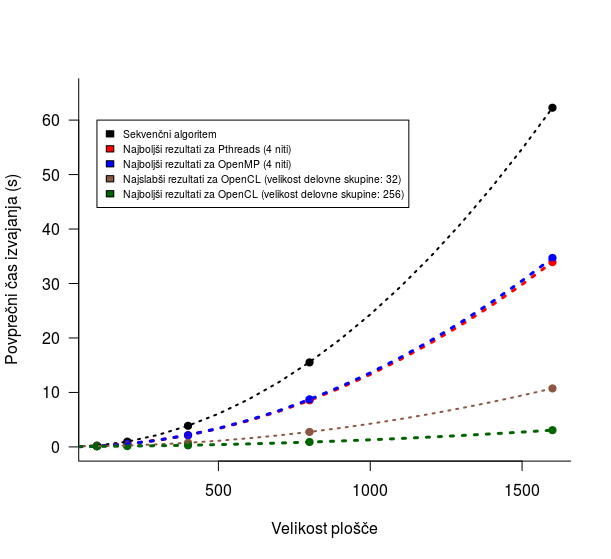 60
50
40
30
20
10
0
Povprečni čas izvajanja (s)
Sekvenčni algoritem
Najboljši rezultati za Pthreads (4 niti)
Najboljši rezultati za OpenMP (4 niti)
Najslabši rezultati za OpenCL (velikost delovne skupine: 32)
Najboljši rezultati za OpenCL (velikost delovne skupine: 256)
500 1000 1500
Velikost plošče